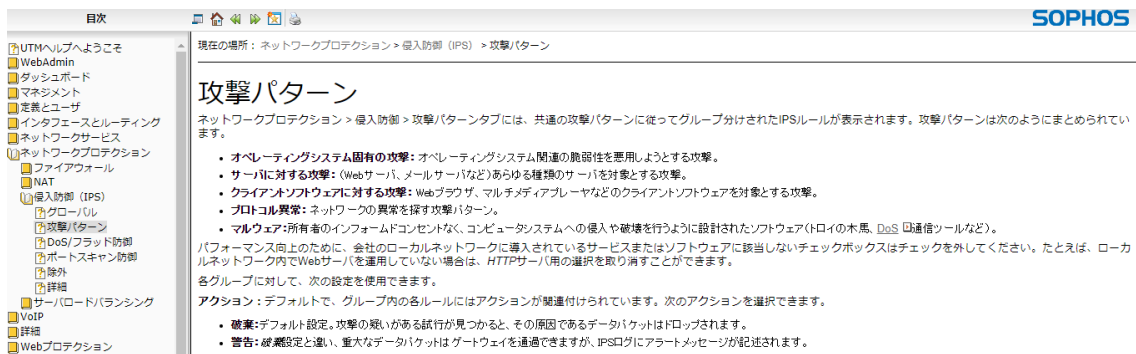 目次
SOPHOS
UTMヘルプへようこそ
WebAdmin
ダッシュボード
マネジメント
定義とユーザ
インタフェースとルーティング
ネットワークサービス
ネットワークプロテクション
ファイアウォール
NAT
侵入防御（IPS）
グローバル
攻撃パターン
DoS/フラッド防御
ポートスキャン防御
除外
詳細
サーバロードバランシング
VoIP
詳細
Webプロテクション
現在の場所： ネットワークプロテクション > 侵入防御（IPS） > 攻撃パターン
攻撃パターン
ネットワークプロテクション > 侵入防御 > 攻撃パターンタブには、共通の攻撃パターンに従ってグループ分けされたIPSルールが表示されます。攻撃パターンは次のようにまとめられてい
ます。
• オペレーティングシステム固有の攻撃： オペレーティングシステム関連の脆弱性を悪用しようとする攻撃。
• サーバに対する攻撃： （Webサーバ、メールサーバなど）あらゆる種類のサーバを対象とする攻撃。
• クライアントソフトウェアに対する攻撃： Webブラウザ、マルチメディアプレーヤなどのクライアントソフトウェアを対象とする攻撃。
• プロトコル異常： ネットワークの異常を探す攻撃パターン。
• マルウェア：所有者のインフォームドコンセントなく、コンピュータシステムへの侵入や破壊を行うように設計されたソフトウェア（トロイの木馬、DoS 通信ツールなど）。
パフォーマンス向上のために、会社のローカルネットワークに導入されているサービスまたはソフトウェアに該当しないチェックボックスはチェックを外してください。たとえば、ローカ
ルネットワーク内でWebサーバを運用していない場合は、HTTPサーバ用の選択を取り消すことができます。
各グループに対して、次の設定を使用できます。
アクション： デフォルトで、グループ内の各ルールにはアクションが関連付けられています。次のアクションを選択できます。
• 破棄：デフォルト設定。攻撃の疑いがある試行が見つかると、その原因であるデータパケットはドロップされます。
• 警告：破棄設定と違い、重大なデータパケットはゲートウェイを通過できますが、IPSログにアラートメッセージが記述されます。